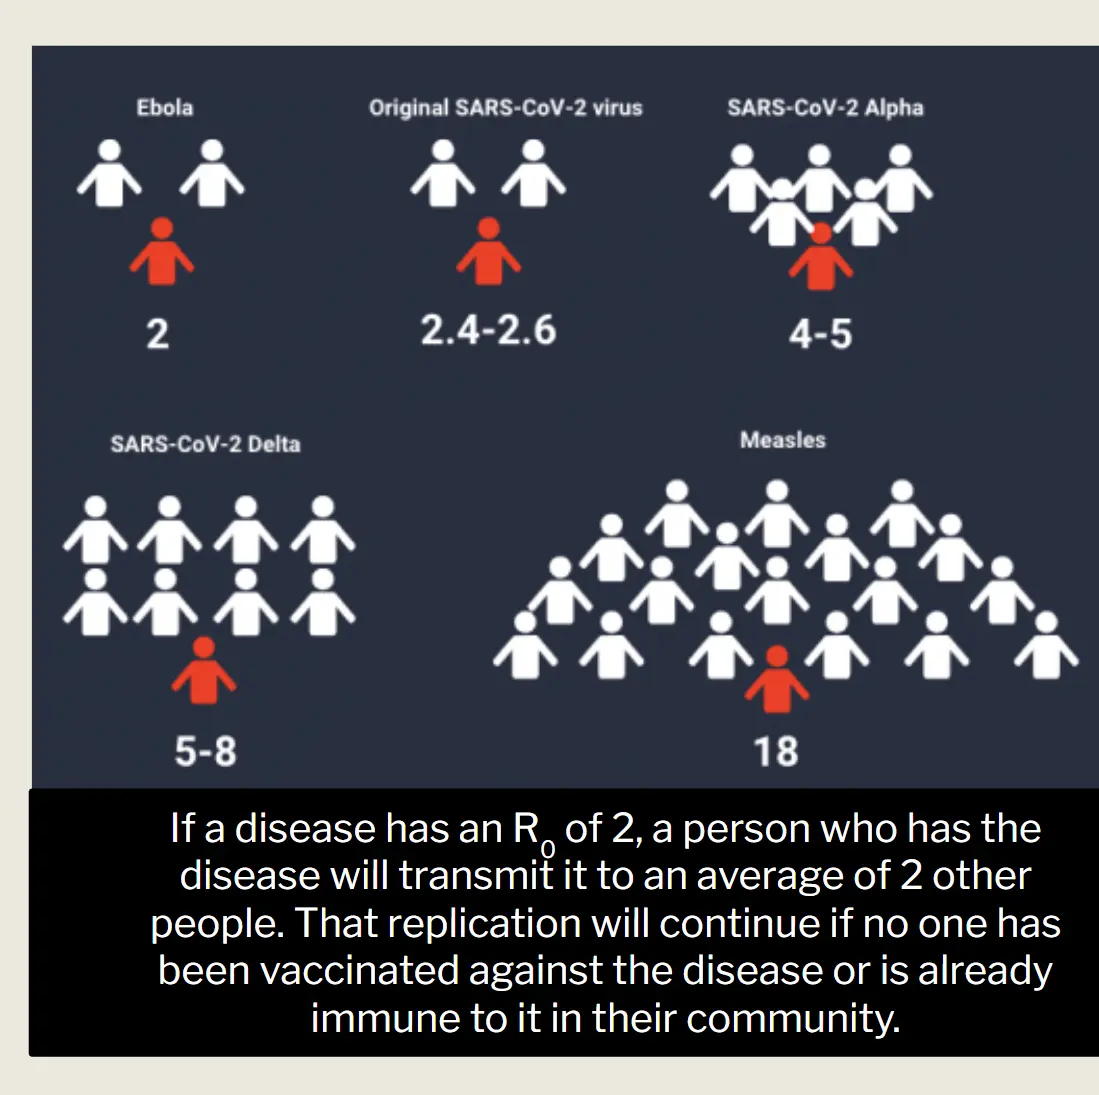 Ebola
Original SARS-CoV-2 virus
SARS-CoV-2 Alpha
2
2.4-2.6
4-5
SARS-CoV-2 Delta
Measles
5-8
18
If a disease has an R₀ of 2, a person who has the
disease will transmit it to an average of 2 other
people. That replication will continue if no one has
been vaccinated against the disease or is already
immune to it in their community.